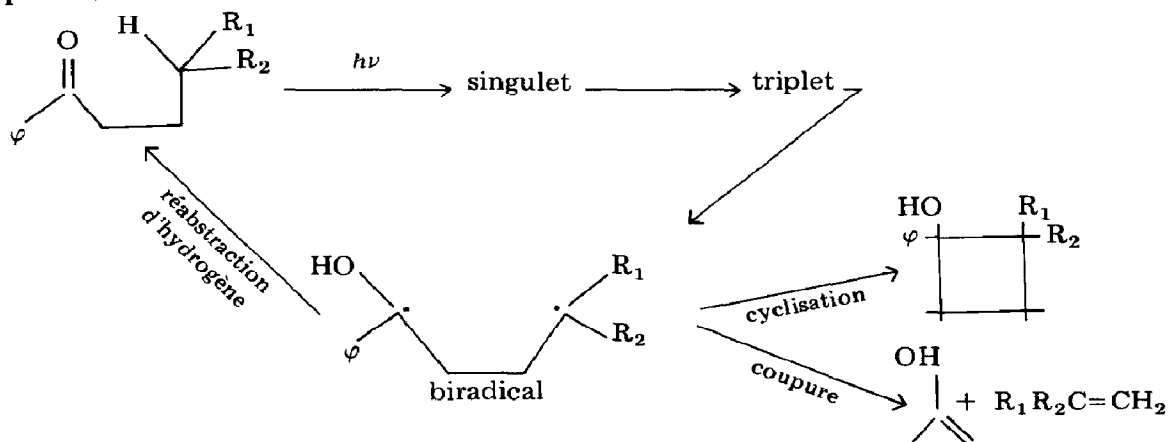 O
H
R₁
R₂
φ
hν
singulet
triplet
réabstraction
d'hydrogène
HO
R₁
R₂
φ
biradical
cyclisation
HO
R₁
R₂
φ
coupure
OH
+ R₁R₂C=CH₂